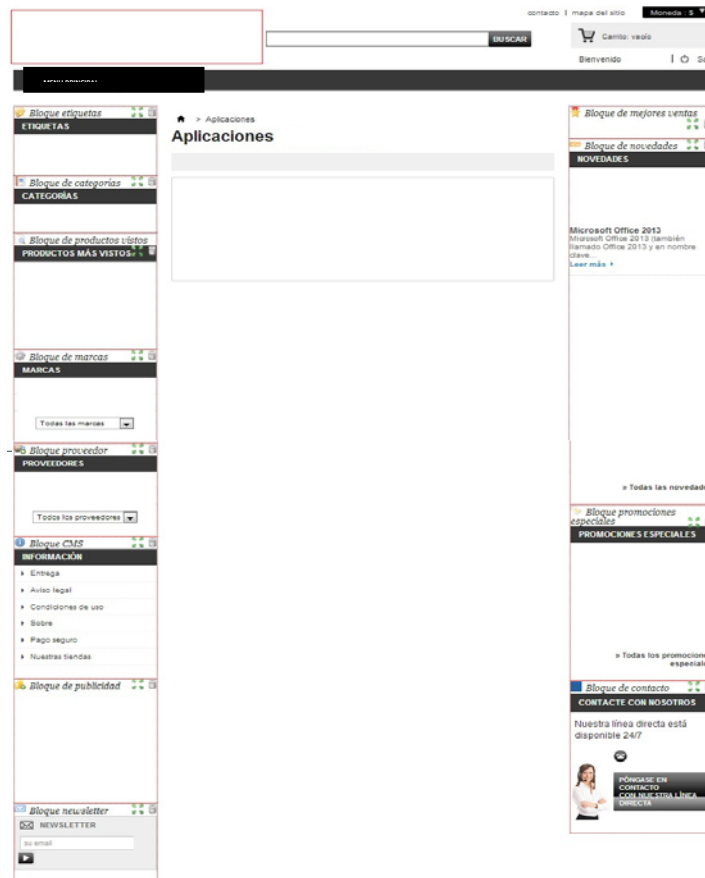 contacto | mapa del sitio
Moneda : $
BUSCAR
Carrito: vacío
Bienvenido
MENU PRINCIPAL
Bloque etiquetas
ETIQUETAS
Bloque de categorías
CATEGORÍAS
Bloque de productos vistos
PRODUCTOS MÁS VISTOS
Bloque de marcas
MARCAS
Todas las marcas
Bloque proveedor
PROVEEDORES
Todos los proveedores
Bloque CMS
INFORMACIÓN
Entrega
Aviso legal
Condiciones de uso
Sobre
Pago seguro
Nuestras tiendas
Bloque de publicidad
Bloque newsletter
NEWSLETTER
su email
> Aplicaciones
Aplicaciones
Bloque de mejores ventas
Bloque de novedades
NOVEDADES
Microsoft Office 2013
Microsoft Office 2013 (también
llamado Office 2013 y en nombre
clave...
Leer más
» Todas las novedad
Bloque promociones
especiales
PROMOCIONES ESPECIALES
» Todas los promocion
especial
Bloque de contacto
CONTACTE CON NOSOTROS
Nuestra línea directa está
disponible 24/7
PÓNGASE EN
CONTACTO
CON NUESTRA LÍNEA
DIRECTA